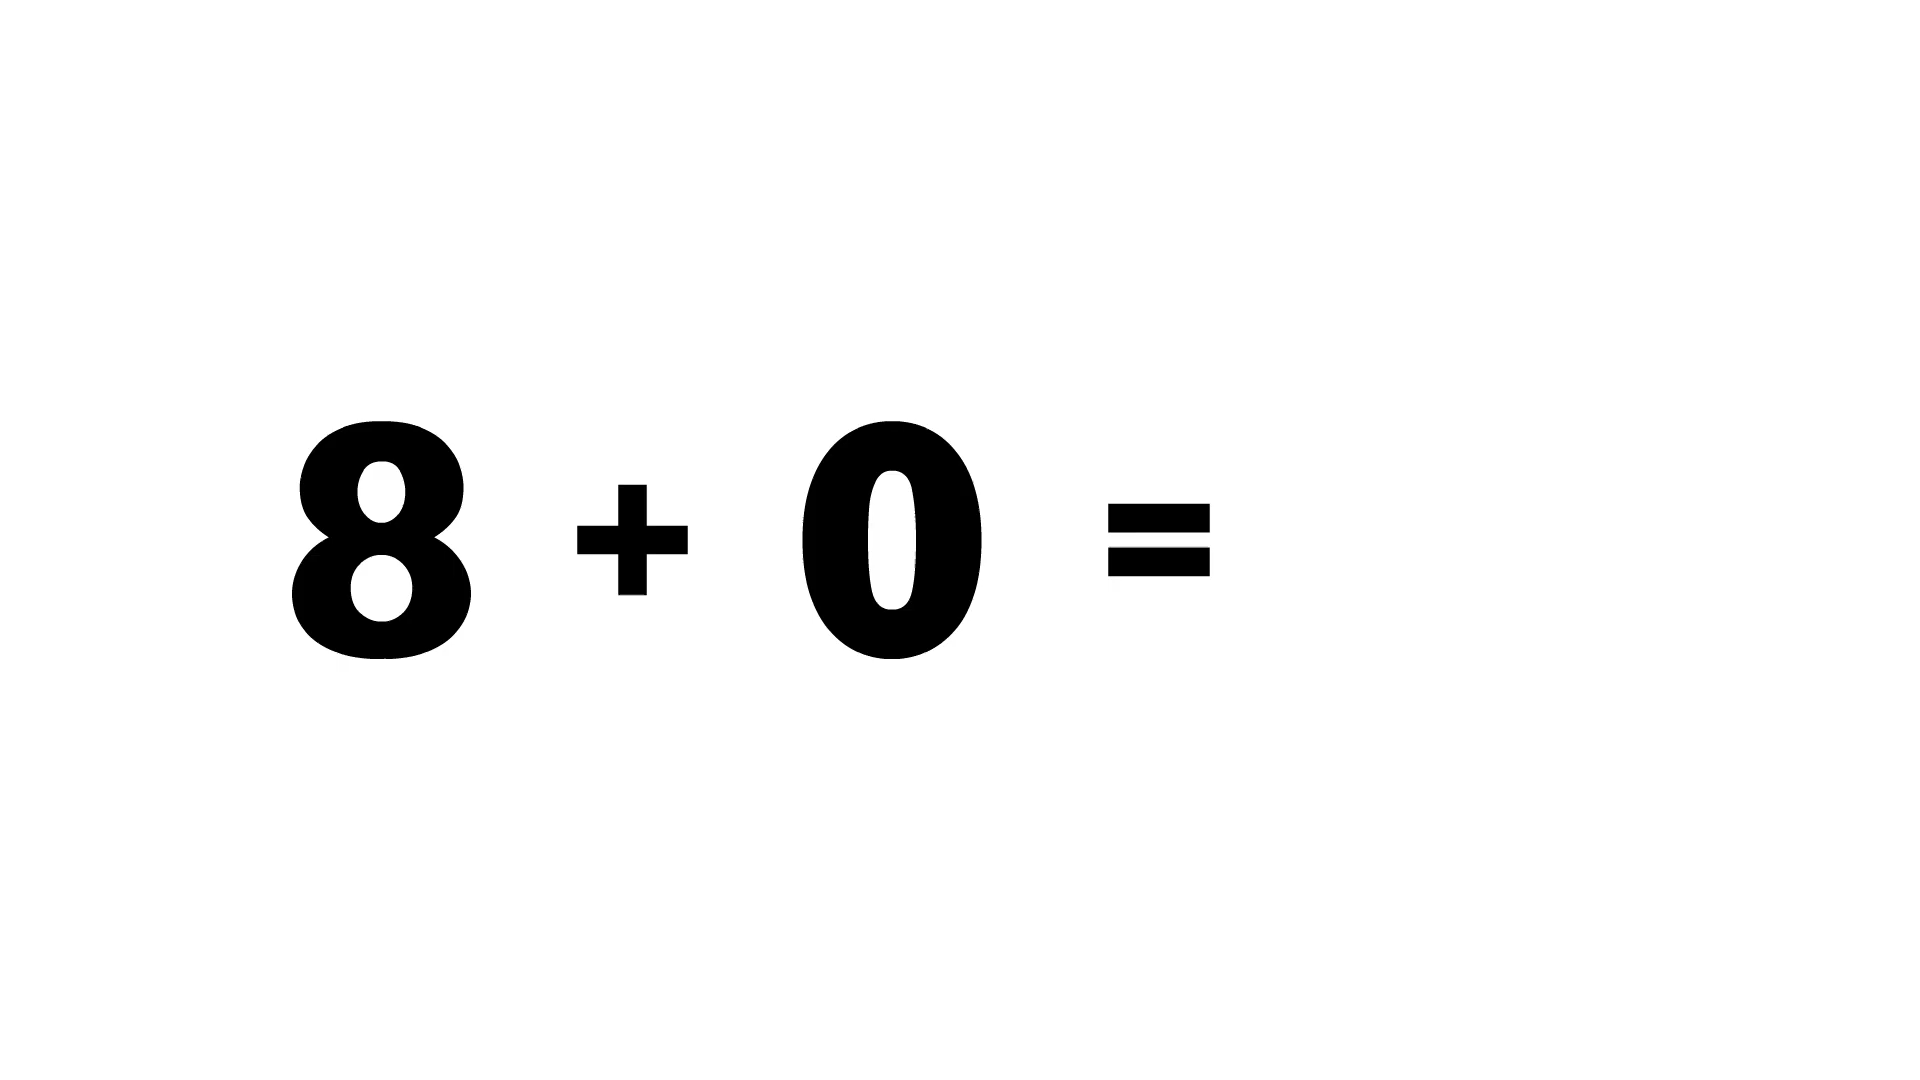 8 + 0 =